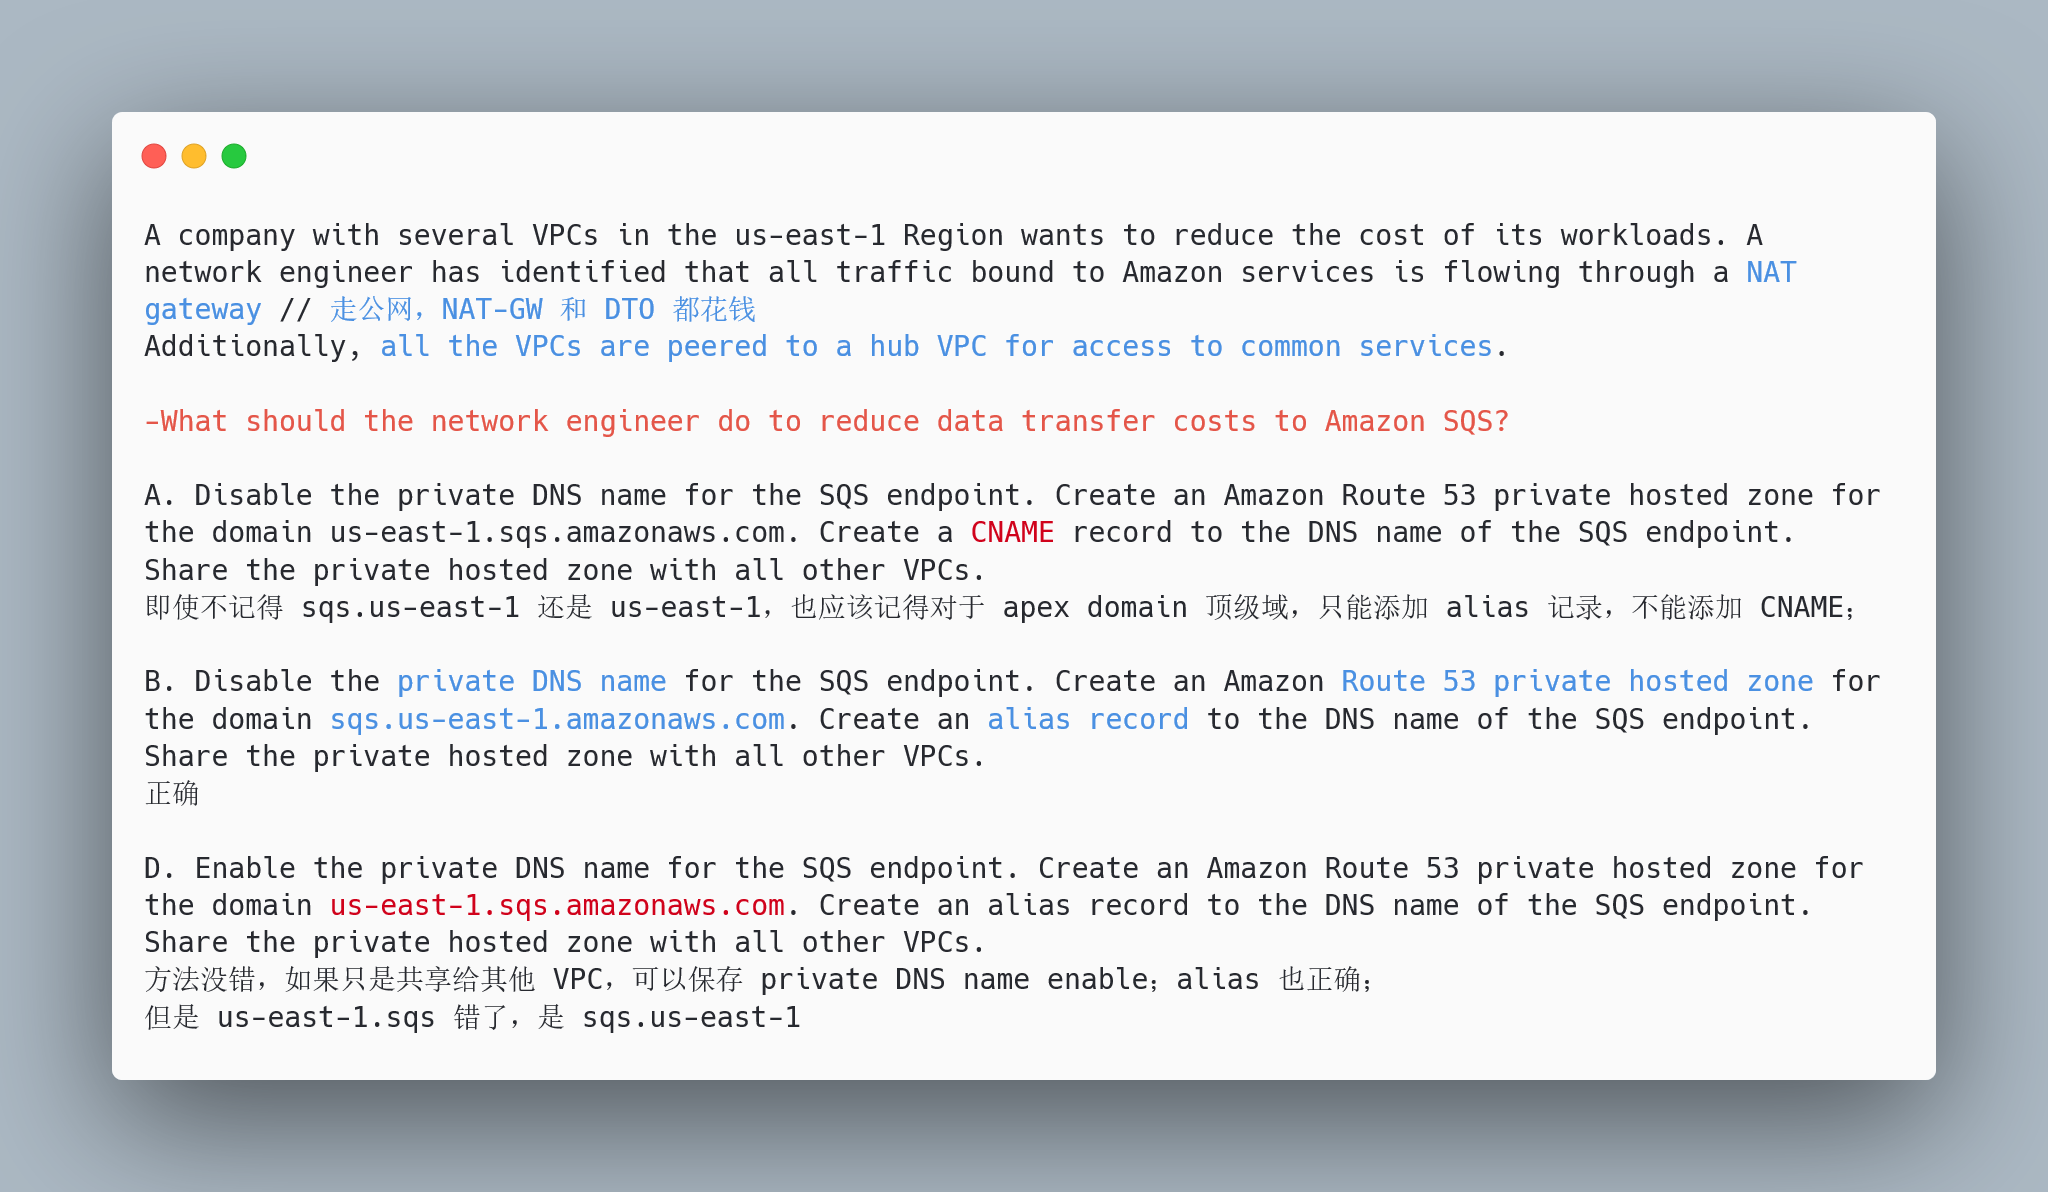 A company with several VPCs in the us-east-1 Region wants to reduce the cost of its workloads. A
network engineer has identified that all traffic bound to Amazon services is flowing through a NAT
gateway // 走公网，NAT-GW 和 DTO 都花钱
Additionally, all the VPCs are peered to a hub VPC for access to common services.
-What should the network engineer do to reduce data transfer costs to Amazon SQS?
A. Disable the private DNS name for the SQS endpoint. Create an Amazon Route 53 private hosted zone for
the domain us-east-1.sqs.amazonaws.com. Create a CNAME record to the DNS name of the SQS endpoint.
Share the private hosted zone with all other VPCs.
即使不记得 sqs.us-east-1 还是 us-east-1，也应该记得对于 apex domain 顶级域，只能添加 alias 记录，不能添加 CNAME；
B. Disable the private DNS name for the SQS endpoint. Create an Amazon Route 53 private hosted zone for
the domain sqs.us-east-1.amazonaws.com. Create an alias record to the DNS name of the SQS endpoint.
Share the private hosted zone with all other VPCs.
正确
D. Enable the private DNS name for the SQS endpoint. Create an Amazon Route 53 private hosted zone for
the domain us-east-1.sqs.amazonaws.com. Create an alias record to the DNS name of the SQS endpoint.
Share the private hosted zone with all other VPCs.
方法没错，如果只是共享给其他 VPC，可以保存 private DNS name enable；alias 也正确；
但是 us-east-1.sqs 错了，是 sqs.us-east-1